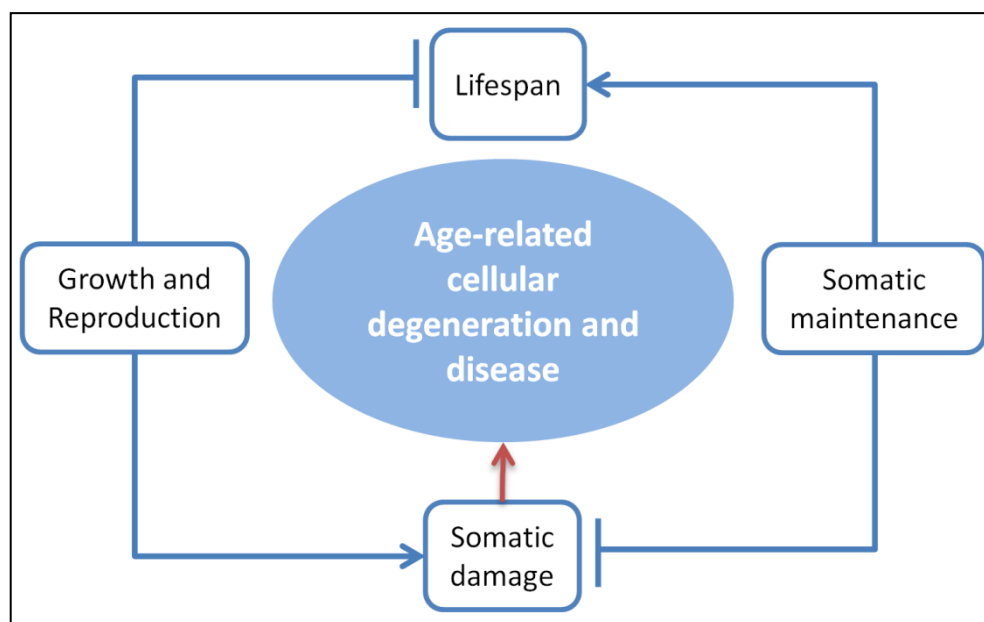 Lifespan
Age-related
cellular
degeneration and
disease
Growth and
Reproduction
Somatic
maintenance
Somatic
damage